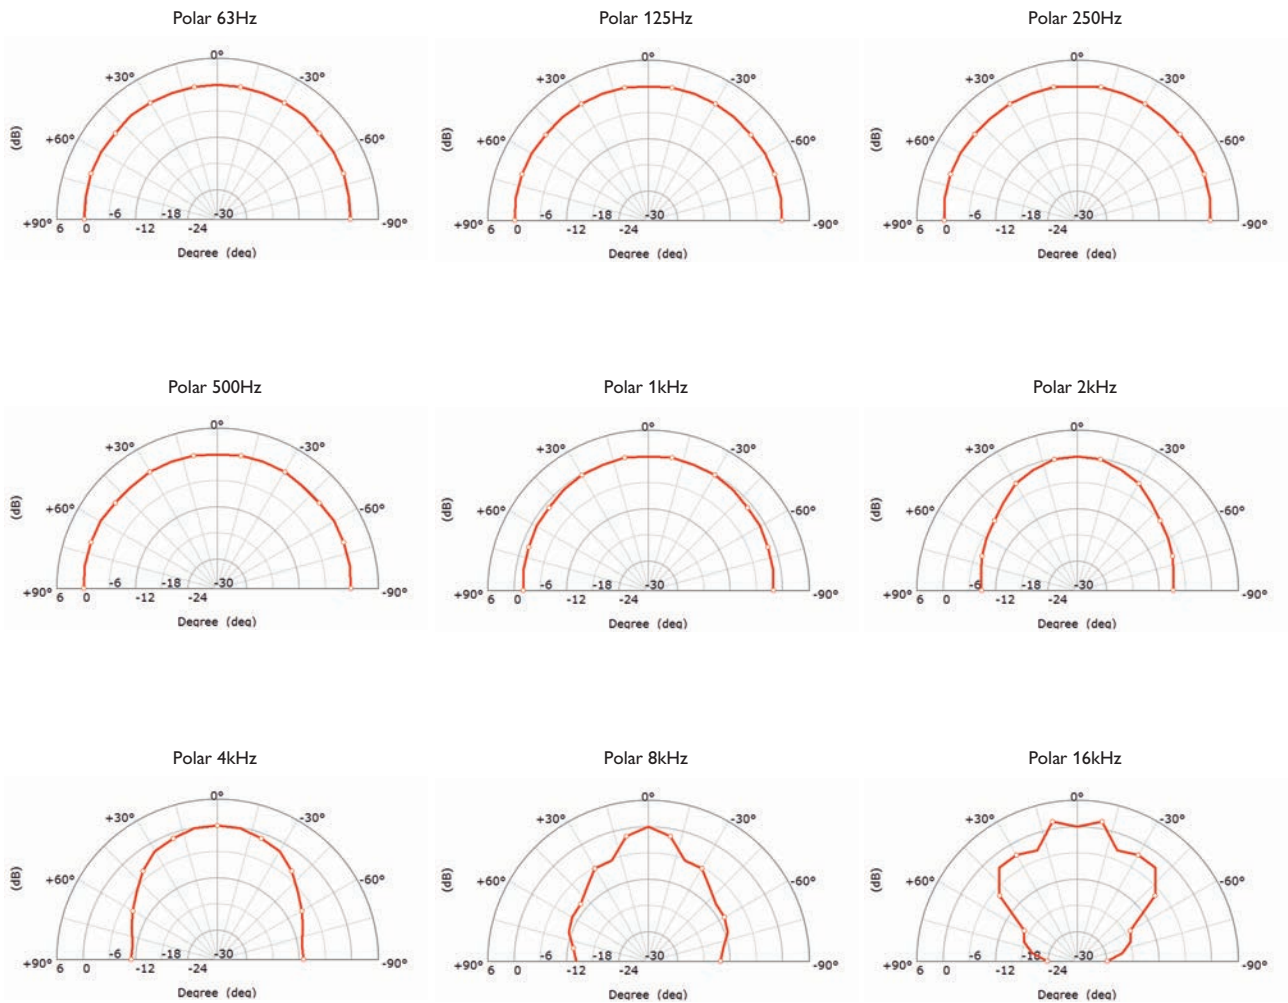 Polar 63Hz Polar 125Hz Polar 250Hz
0° 0° 0°
+30° -30° +30° -30° +30° -30°
+60° -60° +60° -60° +60° -60°
(dB) (dB) (dB)
-6 -18 -30 -6 -18 -30 -6 -18 -30
+90° -90° +90° -90° +90° -90°
6 0 -12 -24 6 0 -12 -24 6 0 -12 -24
Degree (deg) Degree (deg) Degree (deg)
Polar 500Hz Polar 1kHz Polar 2kHz
0° 0° 0°
+30° -30° +30° -30° +30° -30°
+60° -60° +60° -60° +60° -60°
(dB) (dB) (dB)
-6 -18 -30 -6 -18 -30 -6 -18 -30
+90° -90° +90° -90° +90° -90°
6 0 -12 -24 6 0 -12 -24 6 0 -12 -24
Degree (deg) Degree (deg) Degree (deg)
Polar 4kHz Polar 8kHz Polar 16kHz
0° 0° 0°
+30° -30° +30° -30° +30° -30°
+60° -60° +60° -60° +60° -60°
(dB) (dB) (dB)
-6 -18 -30 -6 -18 -30 -6 -18 -30
+90° -90° +90° -90° +90° -90°
6 0 -12 -24 6 0 -12 -24 6 0 -12 -24
Degree (deg) Degree (deg) Degree (deg)